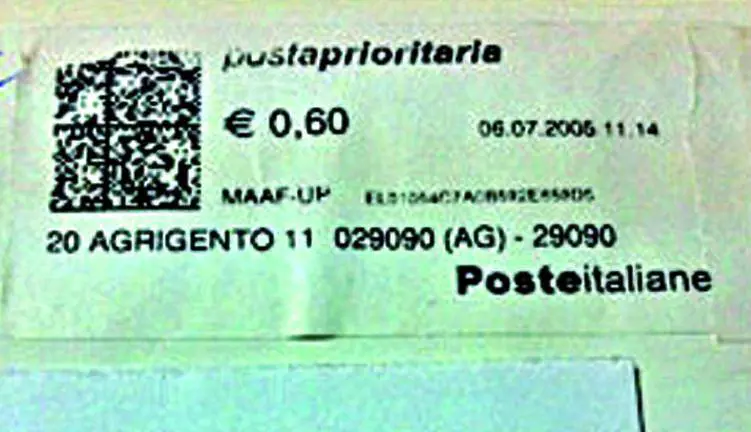 postaprioritaria
€ 0,60
06.07.2005 11.14
MAAF-UP
20 AGRIGENTO 11 029090 (AG) - 29090
Posteitaliane